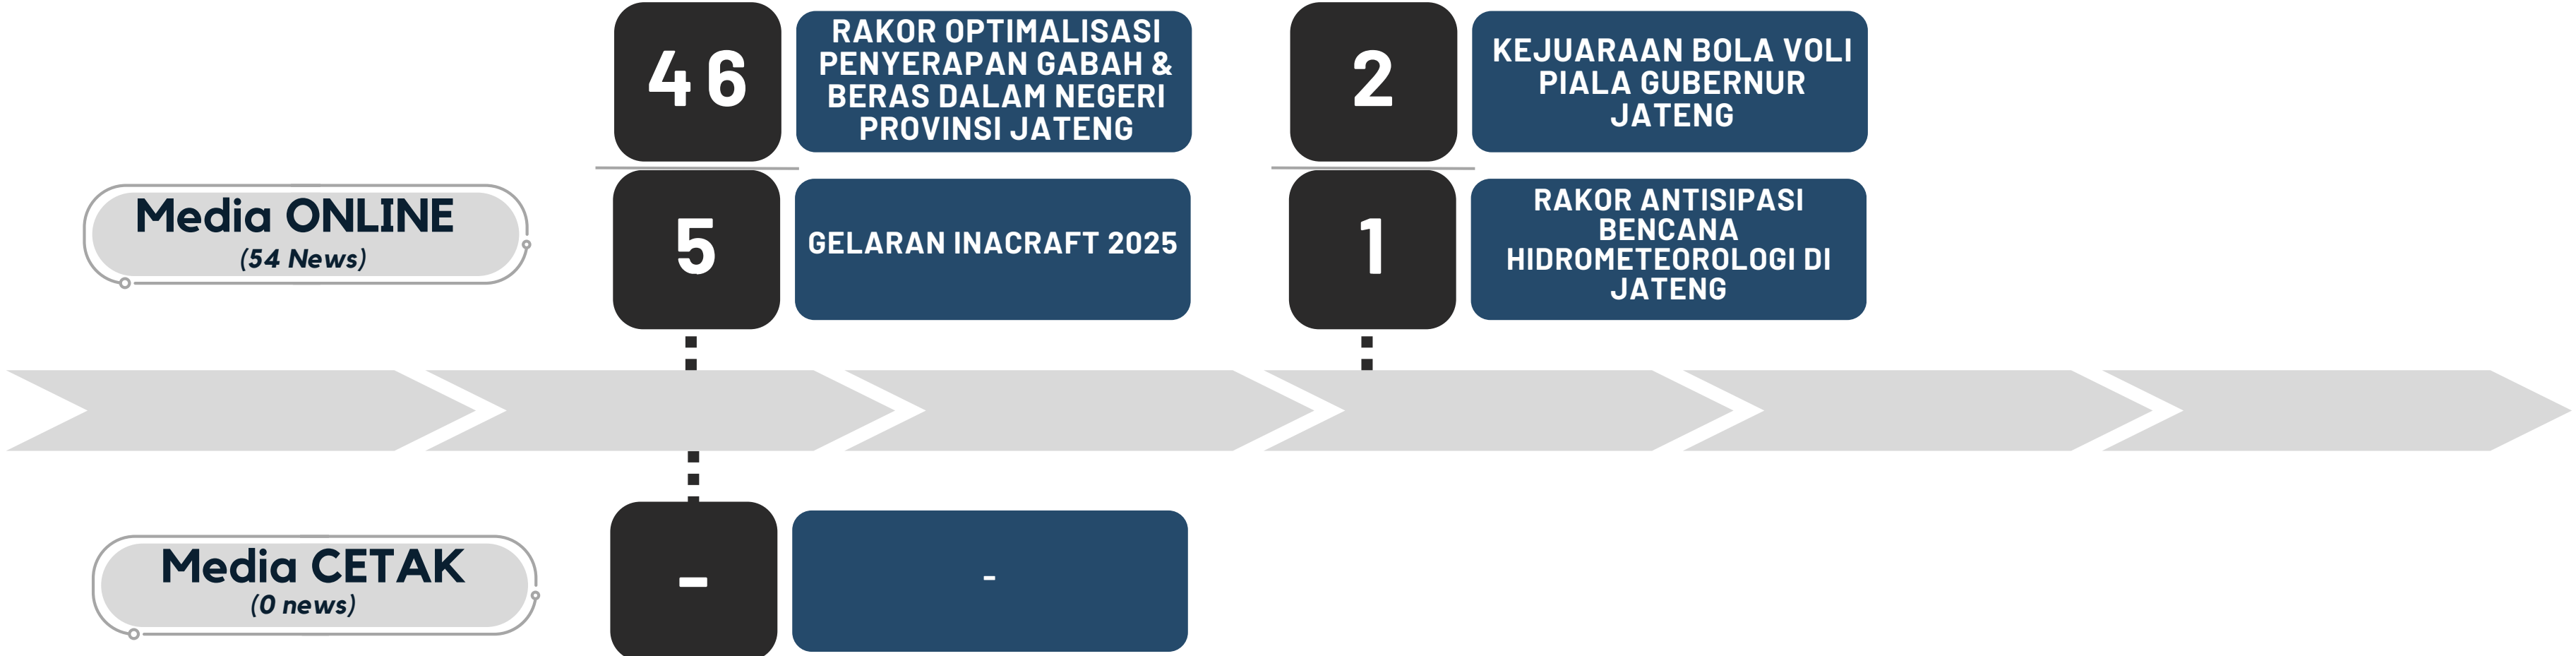 46
RAKOR OPTIMALISASI
PENYERAPAN GABAH &
BERAS DALAM NEGERI
PROVINSI JATENG
2
KEJUARAAN BOLA VOLI
PIALA GUBERNUR
JATENG
Media ONLINE
(54 News)
5
GELARAN INACRAFT 2025
1
RAKOR ANTISIPASI
BENCANA
HIDROMETEOROLOGI DI
JATENG
Media CETAK
(0 news)
-
-